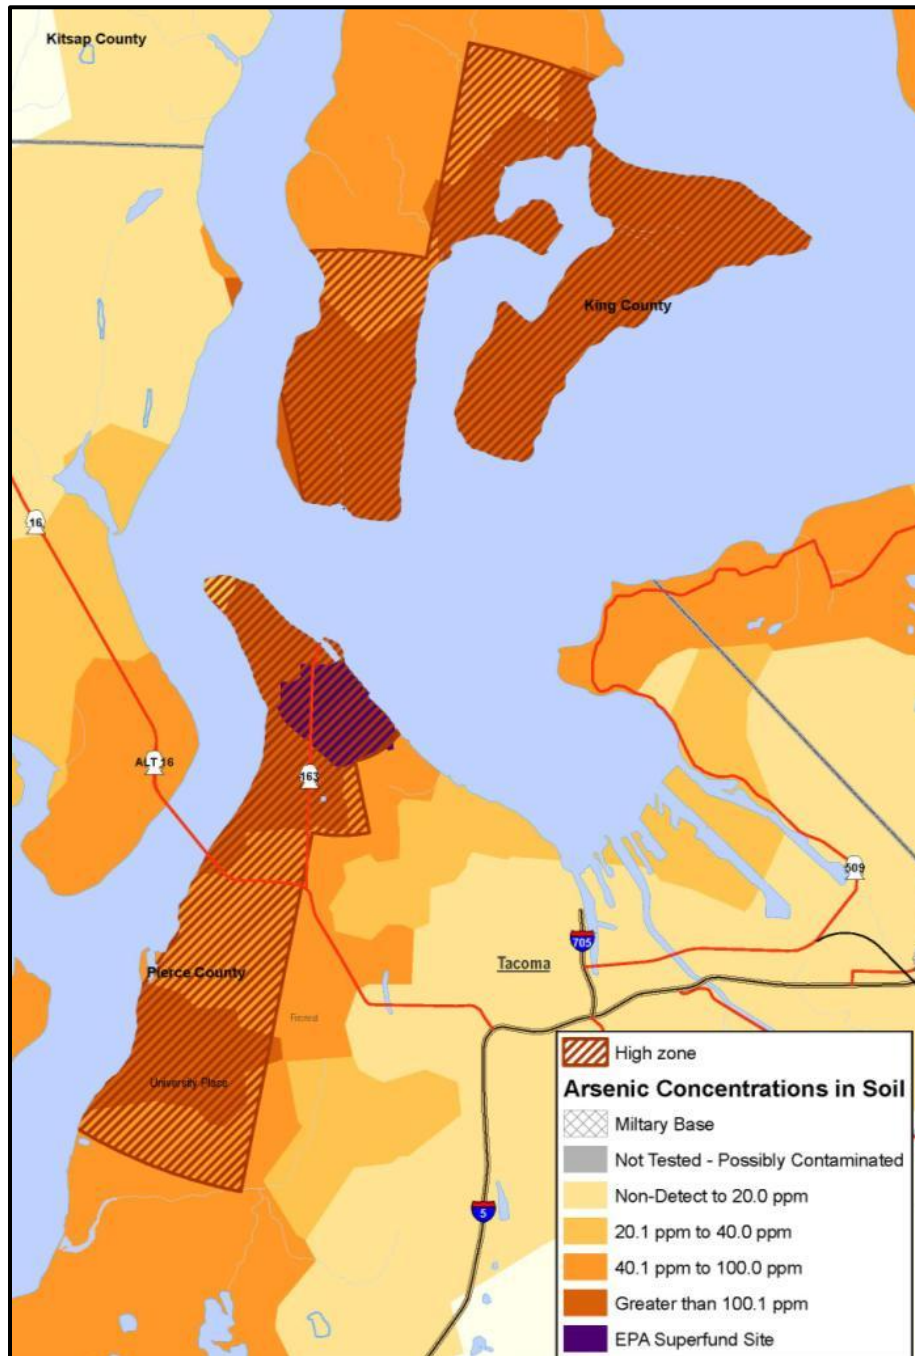 Kitsap County
King County
16
ALT 16
163
509
705
Tacoma
Pierce County
Fircrest
University Place
5
High zone
Arsenic Concentrations in Soil
Miltary Base
Not Tested - Possibly Contaminated
Non-Detect to 20.0 ppm
20.1 ppm to 40.0 ppm
40.1 ppm to 100.0 ppm
Greater than 100.1 ppm
EPA Superfund Site